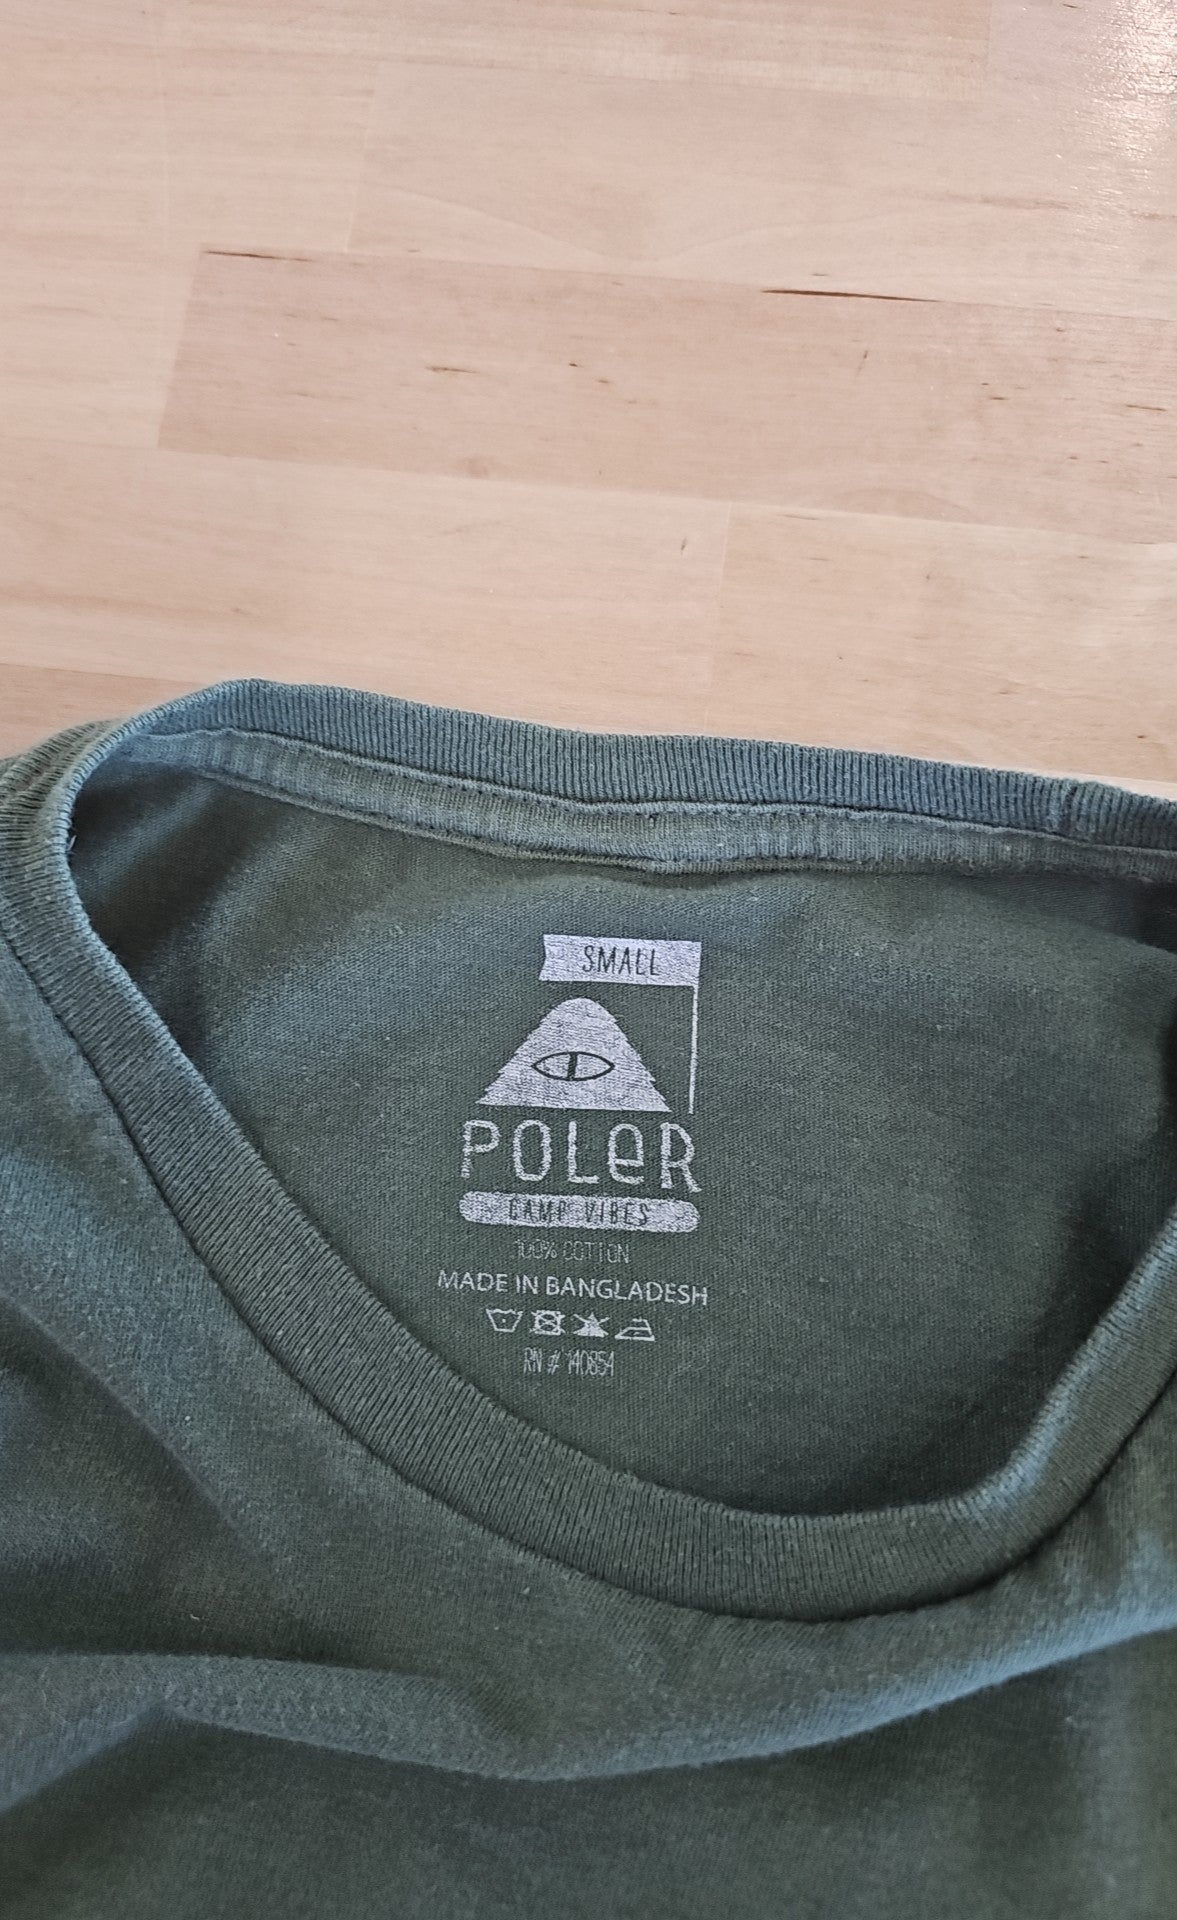 SMALL
POLeR
CAMP VIBES
100% COTTON
MADE IN BANGLADESH
RN # 140854